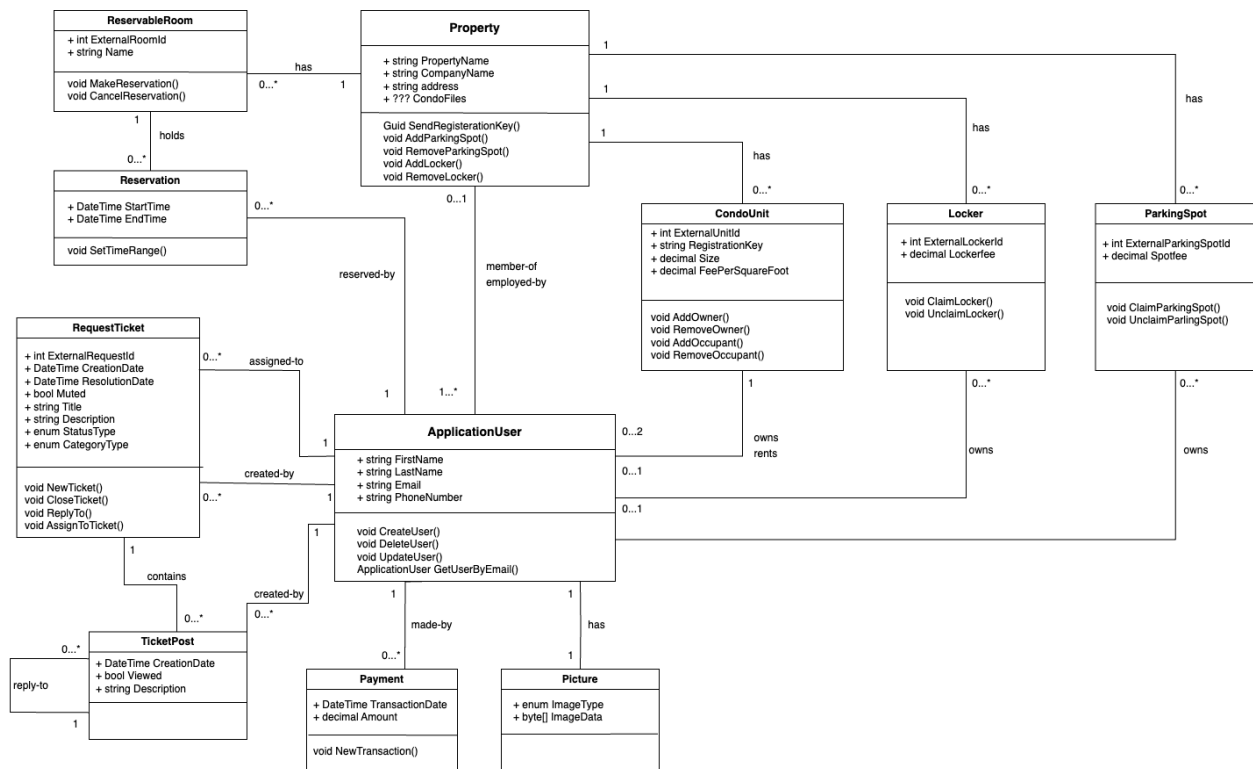 ReservableRoom
+ int ExternalRoomId
+ string Name
void MakeReservation()
void CancelReservation()
0...*
has
1
Property
+ string PropertyName
+ string CompanyName
+ string address
+ ??? CondoFiles
Guid SendRegisterationKey()
void AddParkingSpot()
void RemoveParkingSpot()
void AddLocker()
void RemoveLocker()
1
has
0...*
1
has
0...*
1
has
0...*
1
holds
0...*
Reservation
+ DateTime StartTime
+ DateTime EndTime
void SetTimeRange()
0...*
reserved-by
1
0...1
member-of
employed-by
1...*
CondoUnit
+ int ExternalUnitId
+ string RegistrationKey
+ decimal Size
+ decimal FeePerSquareFoot
void AddOwner()
void RemoveOwner()
void AddOccupant()
void RemoveOccupant()
Locker
+ int ExternalLockerId
+ decimal Lockerfee
void ClaimLocker()
void UnclaimLocker()
ParkingSpot
+ int ExternalParkingSpotId
+ decimal Spotfee
void ClaimParkingSpot()
void UnclaimParlingSpot()
RequestTicket
+ int ExternalRequestId
+ DateTime CreationDate
+ DateTime ResolutionDate
+ bool Muted
+ string Title
+ string Description
+ enum StatusType
+ enum CategoryType
void NewTicket()
void CloseTicket()
void ReplyTo()
void AssignToTicket()
0...*
assigned-to
1
created-by
0...*
1
ApplicationUser
+ string FirstName
+ string LastName
+ string Email
+ string PhoneNumber
void CreateUser()
void DeleteUser()
void UpdateUser()
ApplicationUser GetUserByEmail()
1
0...2
owns
rents
0...1
0...*
owns
0...1
0...*
owns
1
contains
0...*
1
created-by
0...*
TicketPost
+ DateTime CreationDate
+ bool Viewed
+ string Description
0...*
reply-to
1
1
made-by
0...*
Payment
+ DateTime TransactionDate
+ decimal Amount
void NewTransaction()
1
has
1
Picture
+ enum ImageType
+ byte[] ImageData